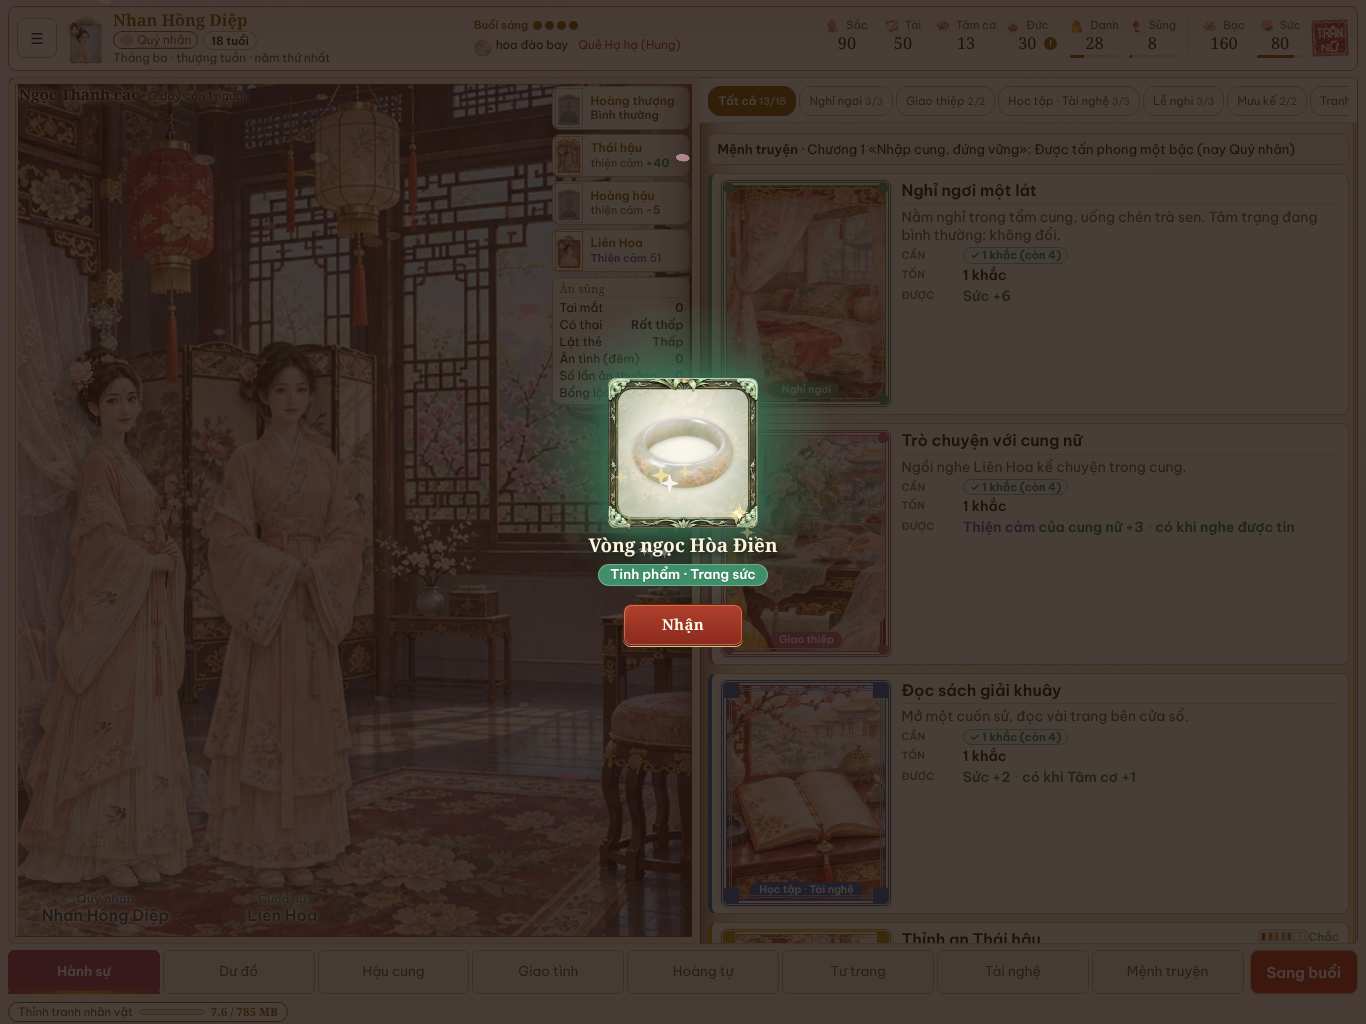 Nhan Hồng Diệp
Quý nhân
18 tuổi
Tháng ba · thượng tuần · năm thứ nhất
Buổi sáng
hoa đào bay
Quẻ Hạ hạ (Hung)
Sắc
90
Tài
50
Tâm cơ
13
Đức
30
Danh
28
Sủng
8
Bạc
160
Sức
80
TRẦN
NỮ
Ngọc Thanh các
Hoàng thượng
Bình thường
Thái hậu
thiện cảm +40
Hoàng hậu
thiện cảm −5
Liên Hoa
Thiện cảm 51
Ân sủng
Tai mắt 0
Có thai Rất thấp
Lật thẻ Thấp
Ân tình (đêm) 0
Quý nhân
Nhan Hồng Diệp
Cung nữ
Liên Hoa
Tất cả 13/18
Nghỉ ngơi 3/3
Giao thiệp 2/2
Học tập · Tài nghệ 3/3
Lễ nghi 3/3
Mưu kế 2/2
Tranh
Mệnh truyện · Chương 1 «Nhập cung, đứng vững»: Được tấn phong một bậc (nay Quý nhân)
Nghỉ ngơi một lát
Nằm nghỉ trong tẩm cung, uống chén trà sen. Tâm trạng đang
bình thường: không đổi.
CẦN ✓ 1 khắc (còn 4)
TỐN 1 khắc
ĐƯỢC Sức +6
Nghỉ ngơi
Trò chuyện với cung nữ
Ngồi nghe Liên Hoa kể chuyện trong cung.
CẦN ✓ 1 khắc (còn 4)
TỐN 1 khắc
ĐƯỢC Thiện cảm của cung nữ +3 · có khi nghe được tin
Giao thiệp
Đọc sách giải khuây
Mở một cuốn sử, đọc vài trang bên cửa sổ.
CẦN ✓ 1 khắc (còn 4)
TỐN 1 khắc
ĐƯỢC Sức +2 · có khi Tâm cơ +1
Học tập · Tài nghệ
Thỉnh an Thái hậu
Chắc
Vòng ngọc Hòa Điền
Tinh phẩm · Trang sức
Nhận
Hành sự
Dư đồ
Hậu cung
Giao tình
Hoàng tự
Tư trang
Tài nghệ
Mệnh truyện
Sang buổi
Thỉnh tranh nhân vật
7.6 / 785 MB